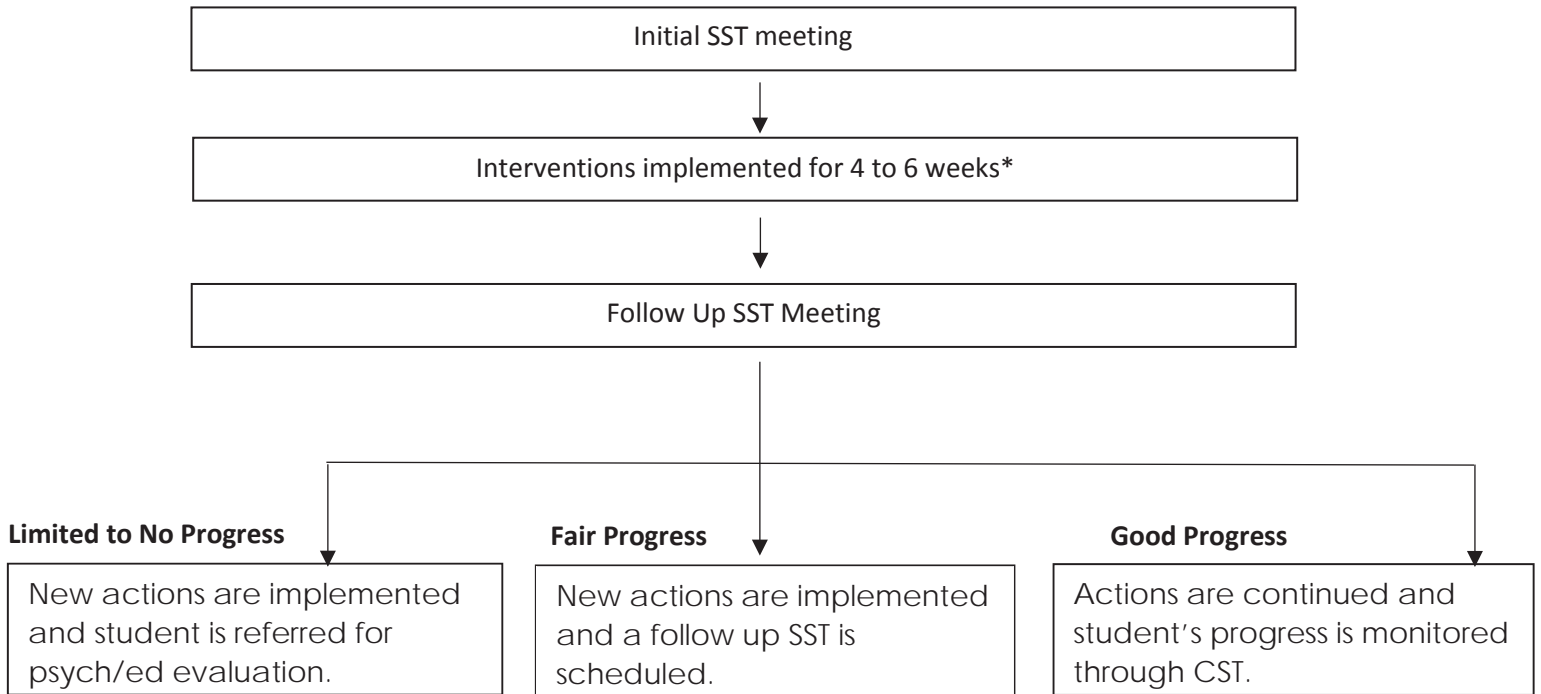 Initial SST meeting
Interventions implemented for 4 to 6 weeks*
Follow Up SST Meeting
Limited to No Progress
New actions are implemented
and student is referred for
psych/ed evaluation.
Fair Progress
New actions are implemented
and a follow up SST is
scheduled.
Good Progress
Actions are continued and
student’s progress is monitored
through CST.